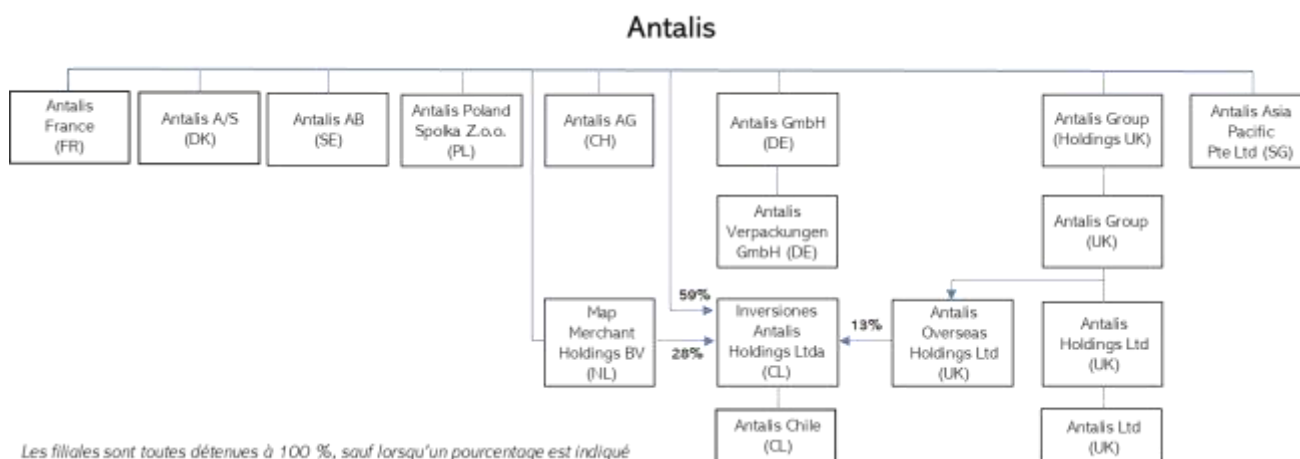 Antalis
Antalis
France
(FR)
Antalis A/S
(DK)
Antalis AB
(SE)
Antalis Poland
Spolka Z.o.o.
(PL)
Antalis AG
(CH)
Antalis GmbH
(DE)
Antalis Group
(Holdings UK)
Antalis Asia
Pacific
Pte Ltd (SG)
Antalis
Verpackungen
GmbH (DE)
Antalis Group
(UK)
Map
Merchant
Holdings BV
(NL)
59%
28%
Inversiones
Antalis
Holdings Ltda
(CL)
13%
Antalis
Overseas
Holdings Ltd
(UK)
Antalis
Holdings Ltd
(UK)
Antalis Chile
(CL)
Antalis Ltd
(UK)
Les filiales sont toutes détenues à 100 %, sauf lorsqu'un pourcentage est indiqué